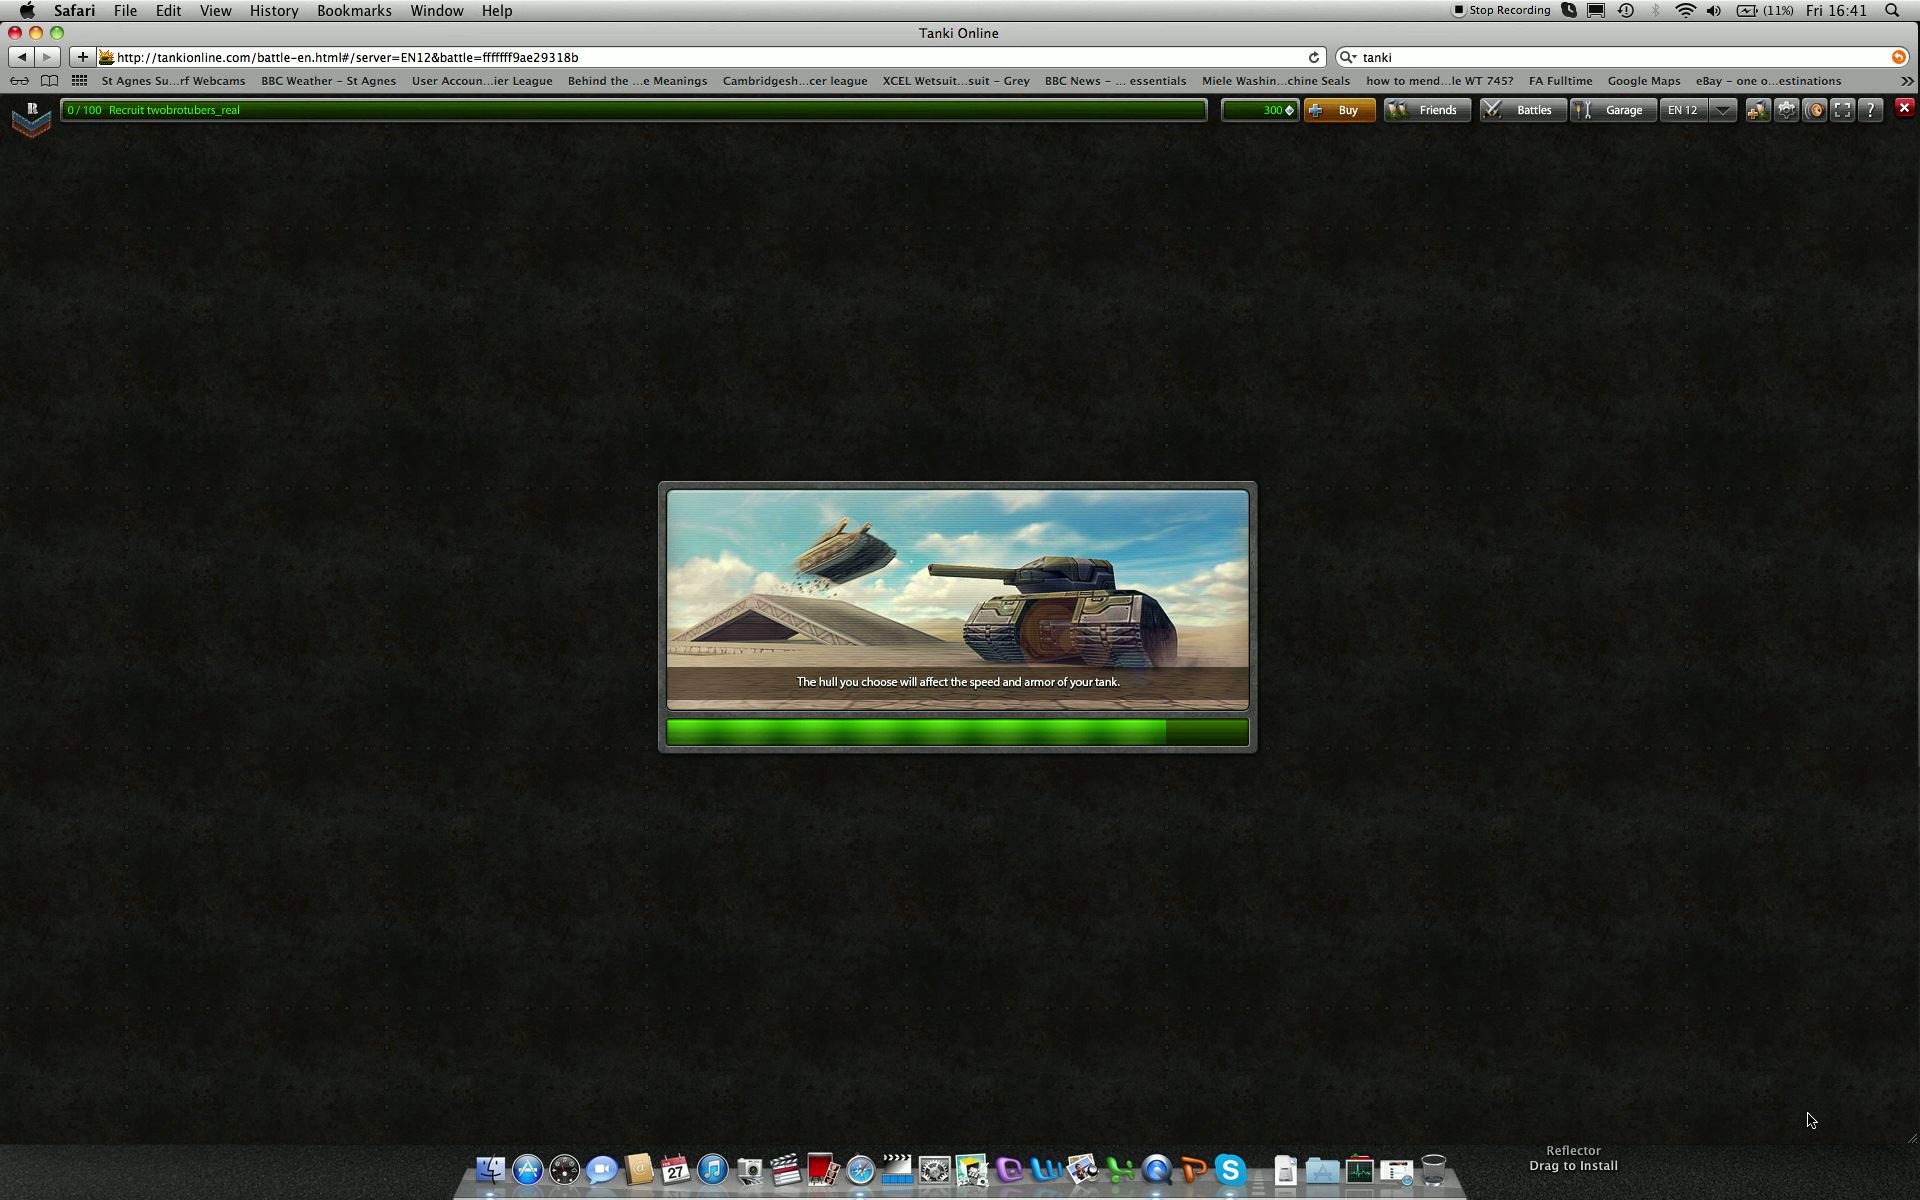 Safari File Edit View History Bookmarks Window Help Stop Recording (11%) Fri 16:41
Tanki Online
http://tankionline.com/battle-en.html#/server=EN12&battle=fffffff9ae29318b tanki
St Agnes Su...rf Webcams BBC Weather - St Agnes User Accoun...ier League Behind the ...e Meanings Cambridgesh...cer league XCEL Wetsuit...suit - Grey BBC News - ... essentials Miele Washin...chine Seals how to mend...le WT 745? FA Fulltime Google Maps eBay - one o...estinations
R 0 / 100 Recruit twobrotubers_real 300 Buy Friends Battles Garage EN 12 ?
The hull you choose will affect the speed and armor of your tank.
Reflector
Drag to Install
27